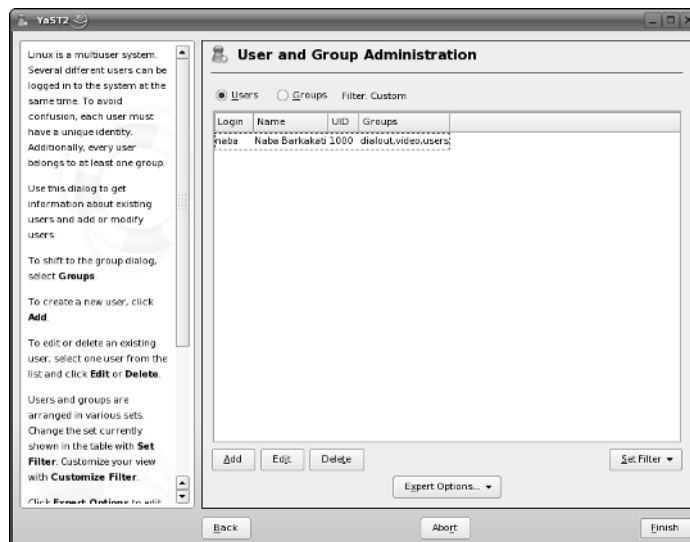 YaST2
Linux is a multiuser system.
Several different users can be
logged in to the system at the
same time. To avoid
confusion, each user must
have a unique identity.
Additionally, every user
belongs to at least one group.
Use this dialog to get
information about existing
users and add or modify
users.
To shift to the group dialog,
select Groups.
To create a new user, click
Add.
To edit or delete an existing
user, select one user from the
list and click Edit or Delete.
Users and groups are
arranged in various sets.
Change the set currently
shown in the table with Set
Filter. Customize your view
with Customize Filter.
Click Expert Options to edit
User and Group Administration
Users Groups Filter: Custom
Login Name UID Groups
naba Naba Barkakati 1000 dialout,video,users
Add Edit Delete Set Filter
Expert Options...
Back Abort Finish